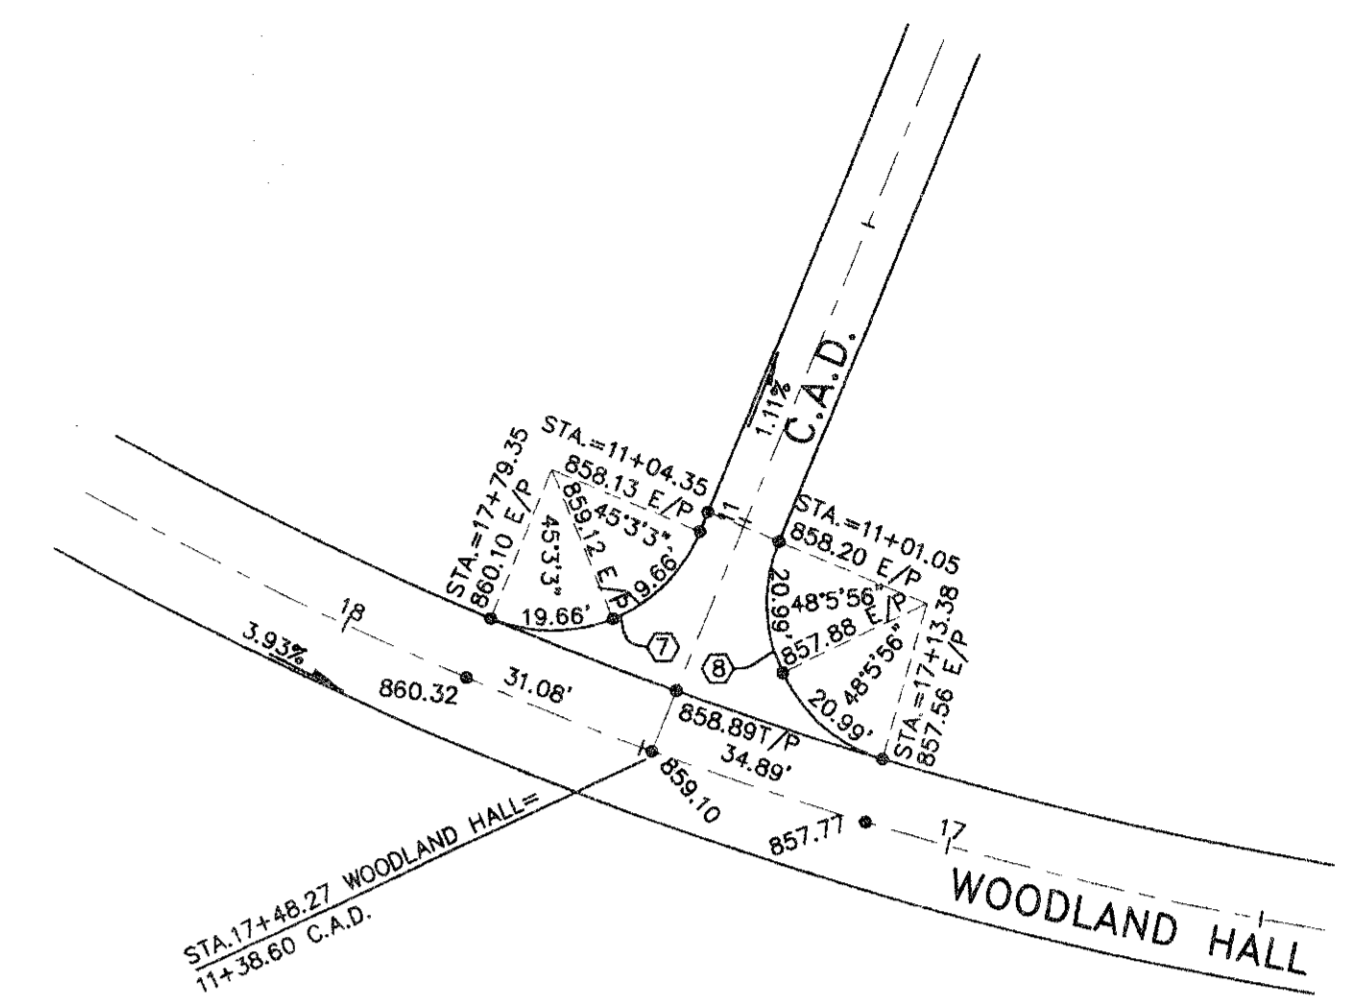 C.A.D.
1.11%
STA.=11+04.35
858.13 E/P
STA.=17+79.35
860.10 E/P
859.12 E/P
45°3'3"
45°3'3"
19.66'
19.66'
11
STA.=11+01.05
858.20 E/P
48°5'56"
857.88 E/P
48°5'56"
20.99'
20.99'
STA.=17+13.38
857.56 E/P
7
8
18
3.93%
860.32
31.08'
858.89T/P
34.89'
859.10
857.77
17
WOODLAND HALL
STA.17+48.27 WOODLAND HALL=
11+38.60 C.A.D.